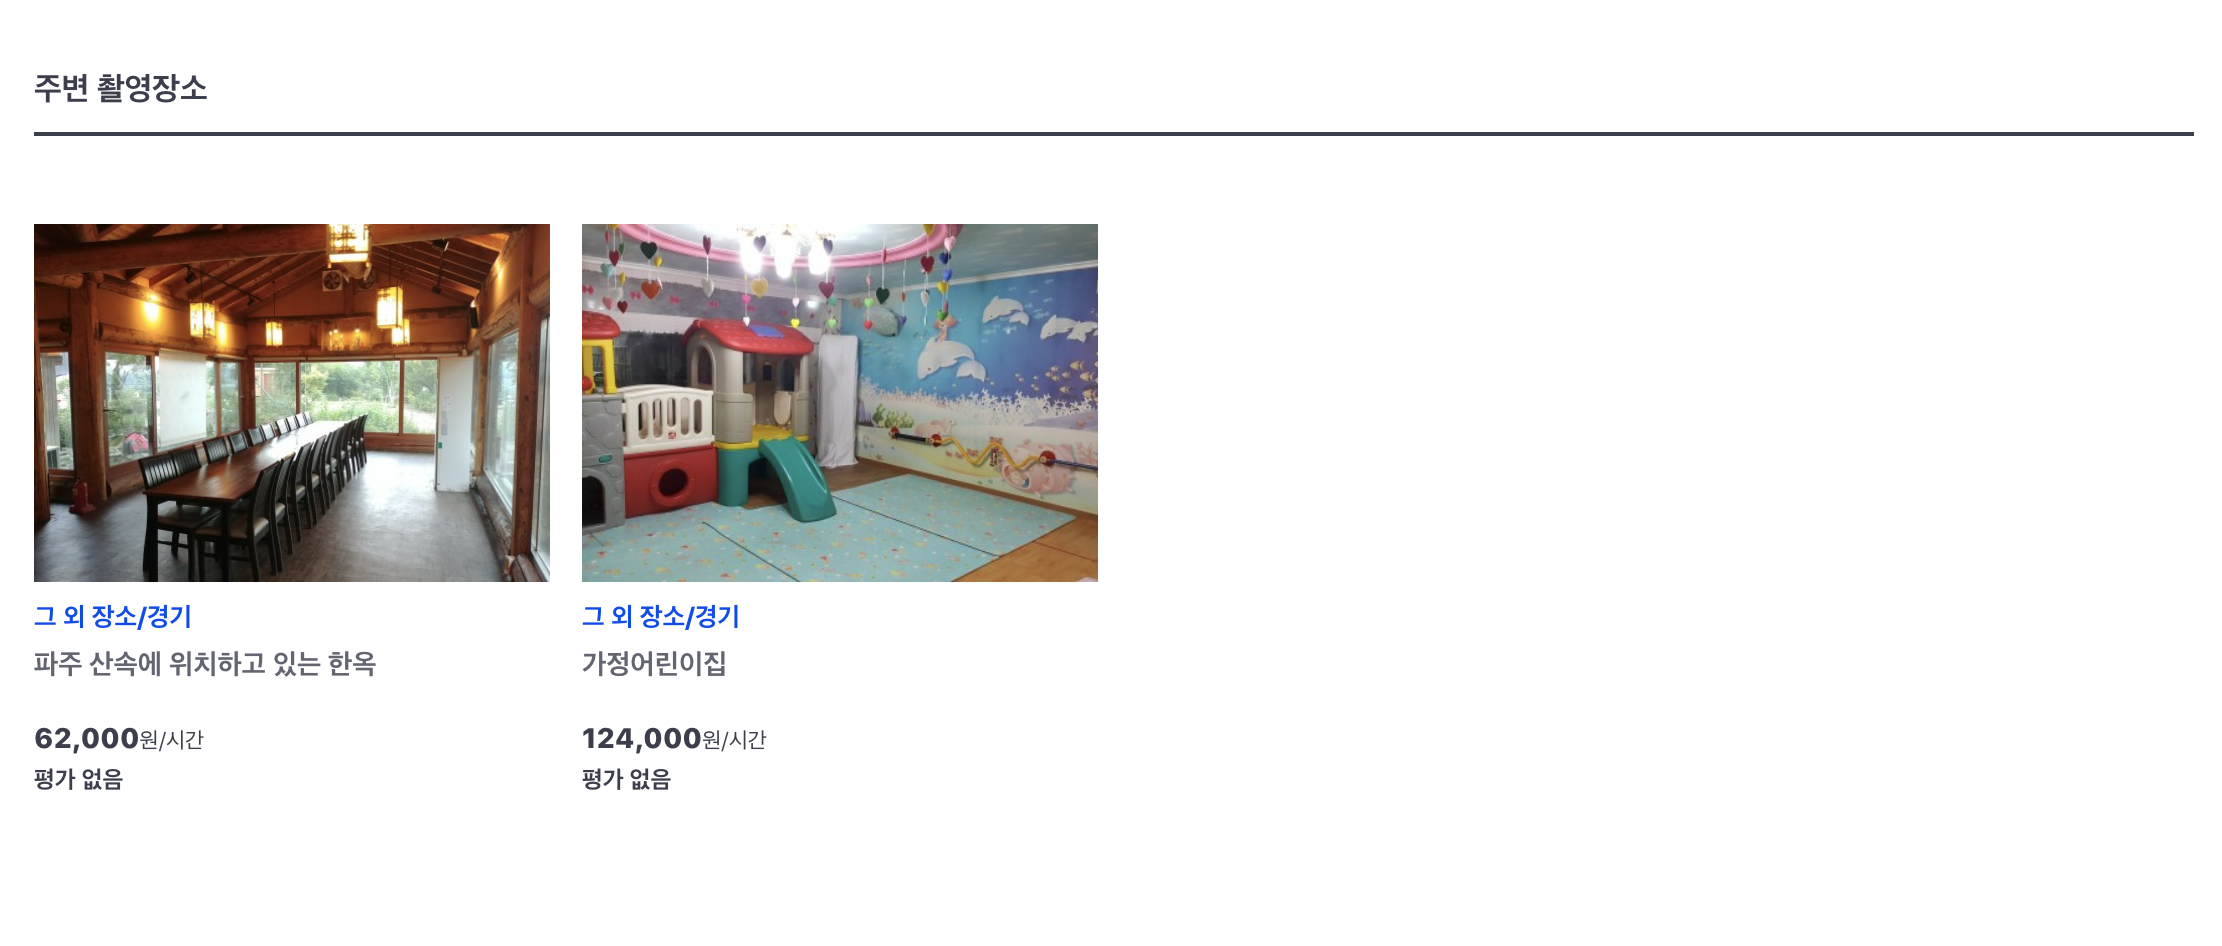 주변 촬영장소
그 외 장소/경기
파주 산속에 위치하고 있는 한옥
62,000원/시간
평가 없음
그 외 장소/경기
가정어린이집
124,000원/시간
평가 없음